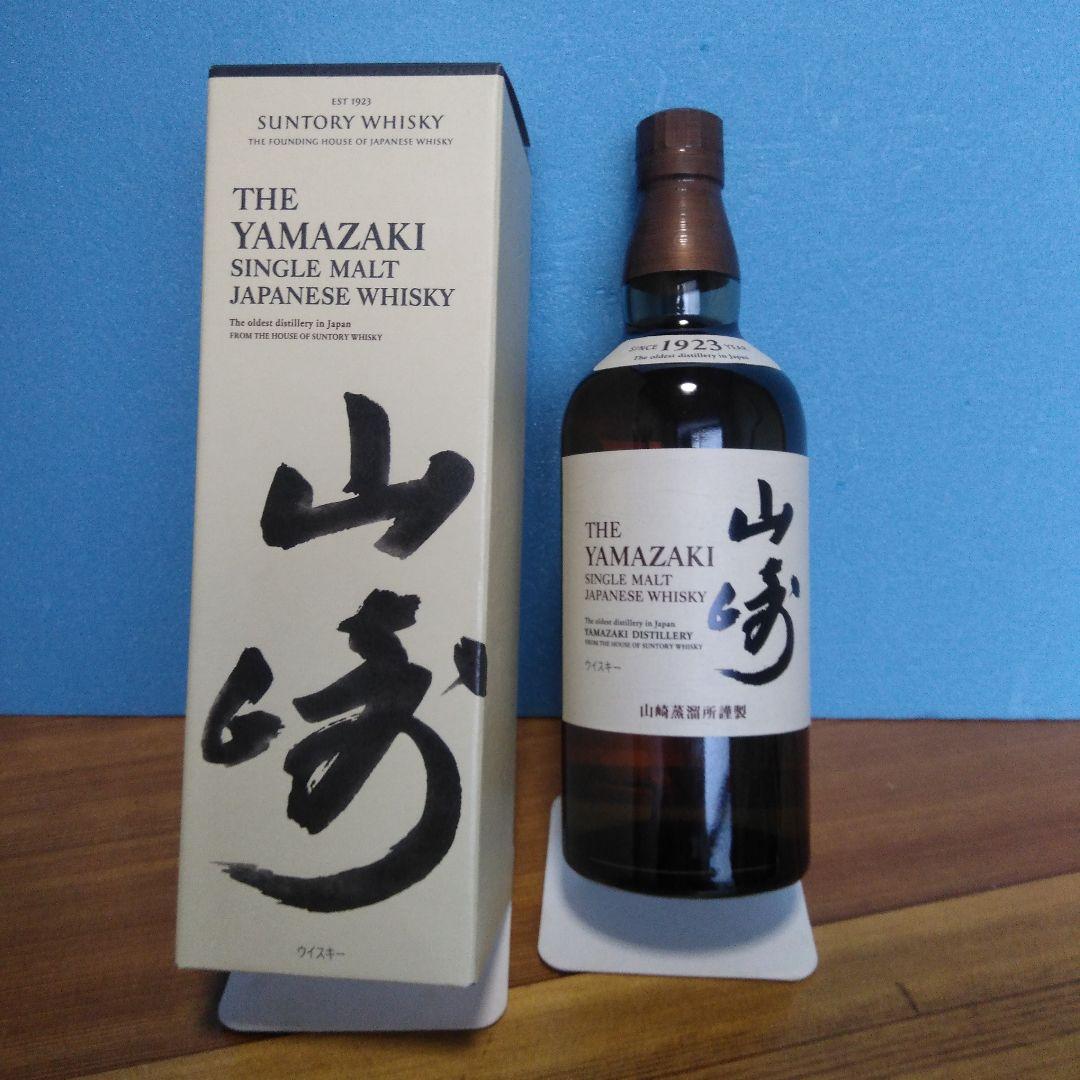 EST 1923
SUNTORY WHISKY
THE FOUNDING HOUSE OF JAPANESE WHISKY
THE
YAMAZAKI
SINGLE MALT
JAPANESE WHISKY
The oldest distillery in Japan
FROM THE HOUSE OF SUNTORY WHISKY
山崎
ウイスキー
SINCE 1923 YEAR
The oldest distillery in Japan
THE
YAMAZAKI
SINGLE MALT
JAPANESE WHISKY
The oldest distillery in Japan
YAMAZAKI DISTILLERY
FROM THE HOUSE OF SUNTORY WHISKY
ウイスキー
山崎
山崎蒸溜所謹製